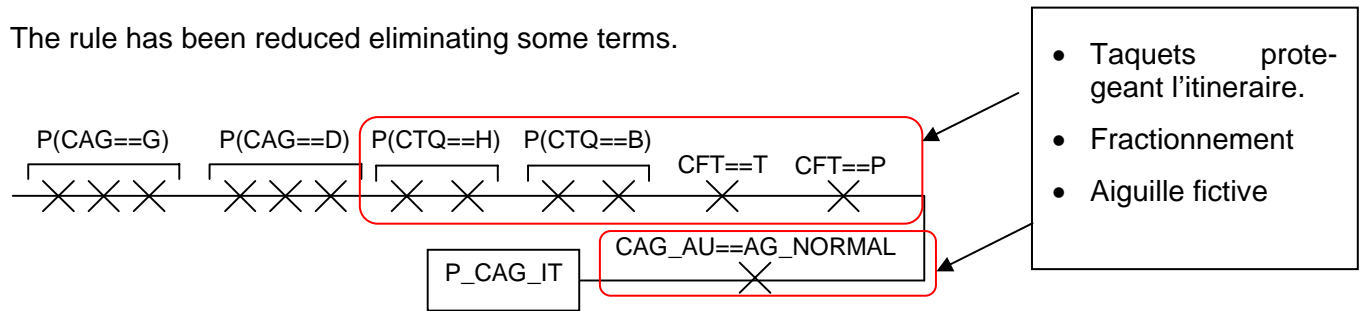 The rule has been reduced eliminating some terms.
P(CAG==G) P(CAG==D) P(CTQ==H) P(CTQ==B) CFT==T CFT==P
CAG_AU==AG_NORMAL
P_CAG_IT
• Taquets prote-
geant l'itineraire.
• Fractionnement
• Aiguille fictive